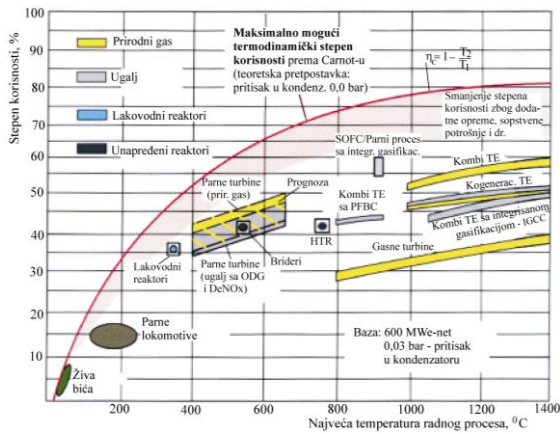 100
90
80
70
60
50
40
30
20
10
Stepen korisnosti, %
Prirodni gas
Ugalj
Lakovodni reaktori
Unapređeni reaktori
Maksimalno mogući
termodinamički stepen
korisnosti prema Carnot-u
(teoretska pretpostavka:
pritisak u kondenz. 0,0 bar)
ηc = 1 − T2/T1
Smanjenje stepena
korisnosti zbog doda-
tne opreme, sopstvene
potrošnje i dr.
SOFC/Parni proces
sa integr. gasifikac.
Kombi TE
Parne turbine
(prir. gas)
Prognoza
Kombi TE
sa PFBC
Kogenerac. TE
Kombi TE sa integrisanom
gasifikacijom - IGCC
HTR
Gasne turbine
Brideri
Lakovodni
reaktori
Parne turbine
(ugalj sa ODG
i DeNOx)
Parne
lokomotive
Živa
bića
Baza: 600 MWe-net
0,03 bar - pritisak
u kondenzatoru
200
400
600
800
1000
1200
1400
Najveća temperatura radnog procesa, ⁰C